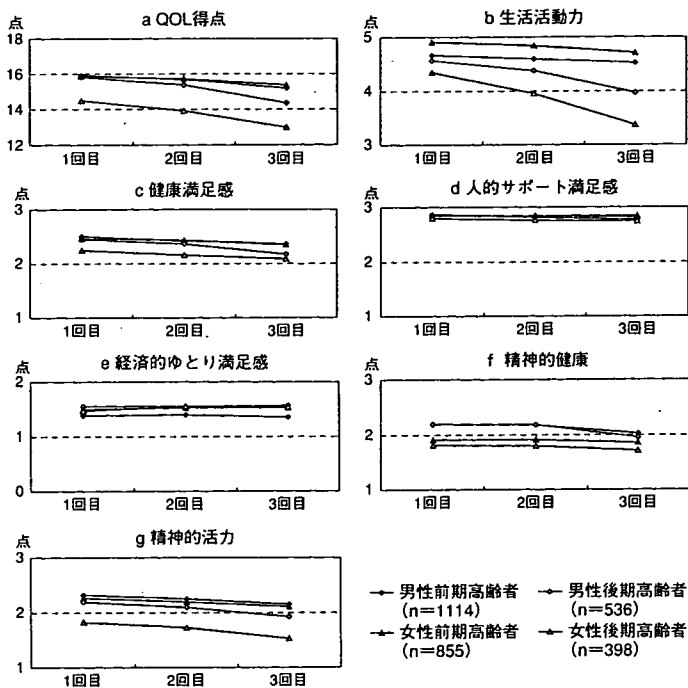 a QOL得点
点
18
16
14
12
1回目 2回目 3回目
b 生活活動力
点
5
4
3
1回目 2回目 3回目
c 健康満足感
点
3
2
1
1回目 2回目 3回目
d 人的サポート満足感
点
3
2
1
1回目 2回目 3回目
e 経済的ゆとり満足感
点
2
1
0
1回目 2回目 3回目
f 精神的健康
点
3
2
1
1回目 2回目 3回目
g 精神的活力
点
3
2
1
1回目 2回目 3回目
男性前期高齢者
(n=1114)
男性後期高齢者
(n=536)
女性前期高齢者
(n=855)
女性後期高齢者
(n=398)